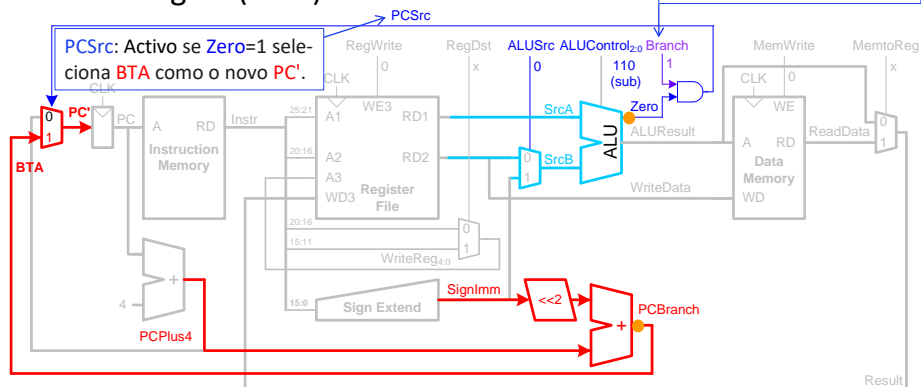 PCSrc
PCSrc: Activo se Zero=1 sele-
ciona BTA como o novo PC'.
RegWrite
0
RegDst
x
ALUSrc
0
ALUControl2:0
110
(sub)
Branch
1
MemWrite
0
MemtoReg
x
CLK
0
1
PC'
PC
BTA
A
RD
Instruction
Memory
Instr
25:21
20:16
20:16
15:11
15:0
CLK
WE3
A1
RD1
A2
RD2
A3
WD3
Register
File
0
1
WriteReg4:0
SrcA
0
1
SrcB
ALU
Zero
ALUResult
WriteData
CLK
WE
A
RD
Data
Memory
WD
ReadData
0
1
4
+
PCPlus4
Sign Extend
SignImm
<<2
+
PCBranch
Result